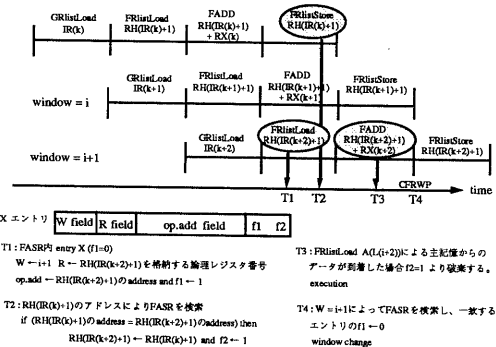 GRlistLoad
IR(k)
FRlistLoad
RH(IR(k)+1)
FADD
RH(IR(k)+1)
+ RX(k)
FRlistStore
RH(IR(k)+1)
GRlistLoad
IR(k+1)
FRlistLoad
RH(IR(k+1)+1)
FADD
RH(IR(k+1)+1)
+ RX(k+1)
FRlistStore
RH(IR(k+1)+1)
window = i
GRlistLoad
IR(k+2)
FRlistLoad
RH(IR(k+2)+1)
FADD
RH(IR(k+2)+1)
+ RX(k+2)
FRlistStore
RH(IR(k+2)+1)
window = i+1
CFRWP
time
T1
T2
T3
T4
X エントリ
W field
R field
op.add field
f1
f2
T1 : FASR内 entry X (f1=0)
W ← i+1 R ← RH(IR(k+2)+1)を格納する論理レジスタ番号
op.add ← RH(IR(k+2)+1)の address and f1 ← 1
T2 : RH(IR(k)+1)のアドレスによりFASRを検索
if (RH(IR(k)+1)の address = RH(IR(k+2)+1)の address) then
RH(IR(k+2)+1) ← RH(IR(k)+1) and f2 ← 1
T3 : FRlistLoad A(L(i+2))による主記憶からの
データが到着した場合 f2=1 より破棄する。
execution
T4 : W = i+1によってFASRを検索し、一致する
エントリの f1 ← 0
window change